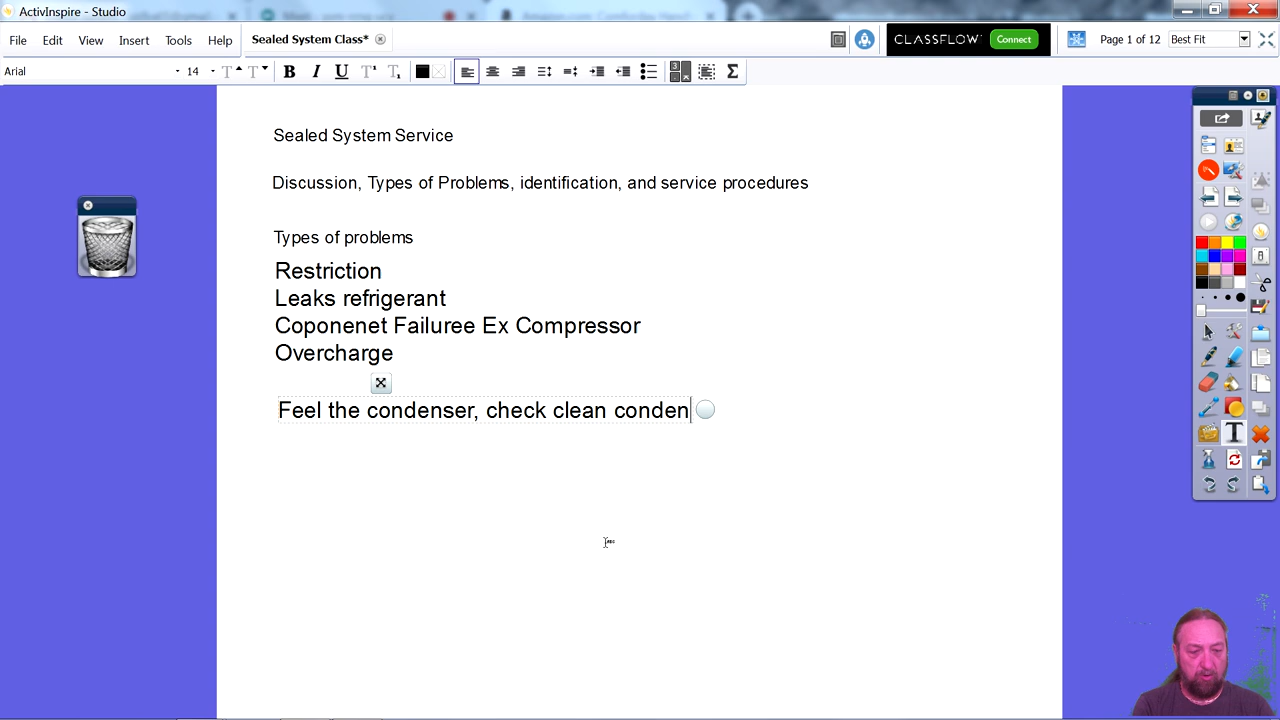 ActivInspire - Studio
File Edit View Insert Tools Help Sealed System Class* CLASSFLOW Connect Page 1 of 12 Best Fit
Arial 14 B I U
Sealed System Service
Discussion, Types of Problems, identification, and service procedures
Types of problems
Restriction
Leaks refrigerant
Coponenet Failuree Ex Compressor
Overcharge
Feel the condenser, check clean conden